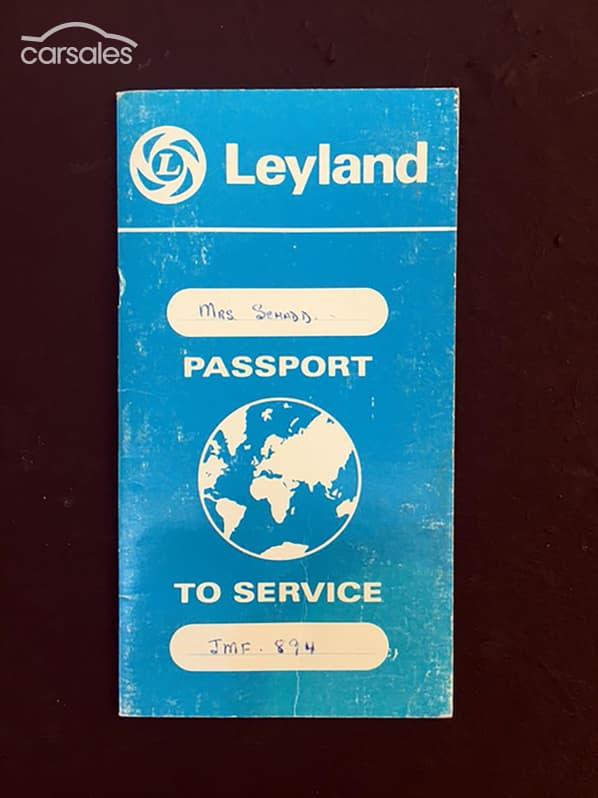 carsales
L Leyland
Mrs. Schadd.
PASSPORT
TO SERVICE
JMF. 894